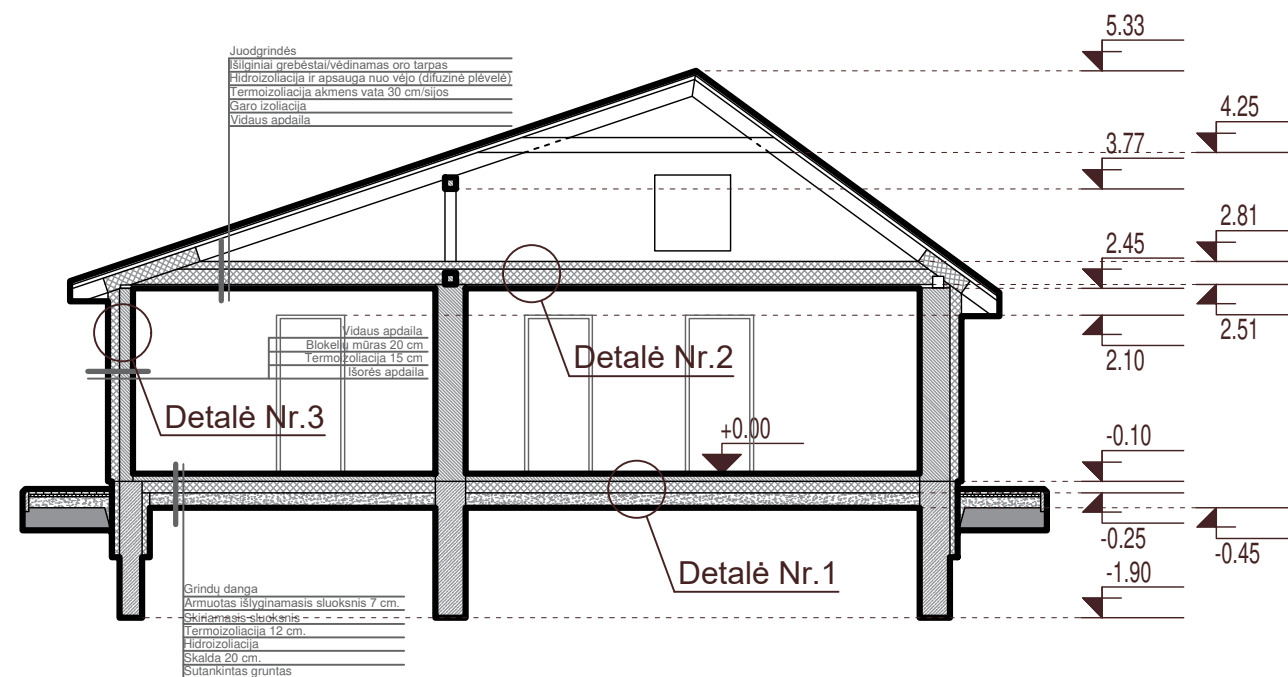 5.33
Juodgrindės
Išilginiai grebėstai/vėdinamas oro tarpas
Hidroizoliacija ir apsauga nuo vėjo (difuzinė plėvelė)
Termoizoliacija akmens vata 30 cm/sijos
Garo izoliacija
Vidaus apdaila
4.25
3.77
2.81
2.45
2.51
2.10
Vidaus apdaila
Blokelių mūras 20 cm
Termoizoliacija 15 cm
Išorės apdaila
Detalė Nr.2
Detalė Nr.3
+0.00
-0.10
-0.25
-0.45
Detalė Nr.1
-1.90
Grindų danga
Armuotas išlyginamasis sluoksnis 7 cm.
Skiriamasis sluoksnis
Termoizoliacija 12 cm.
Hidroizoliacija
Skalda 20 cm.
Sutankintas gruntas